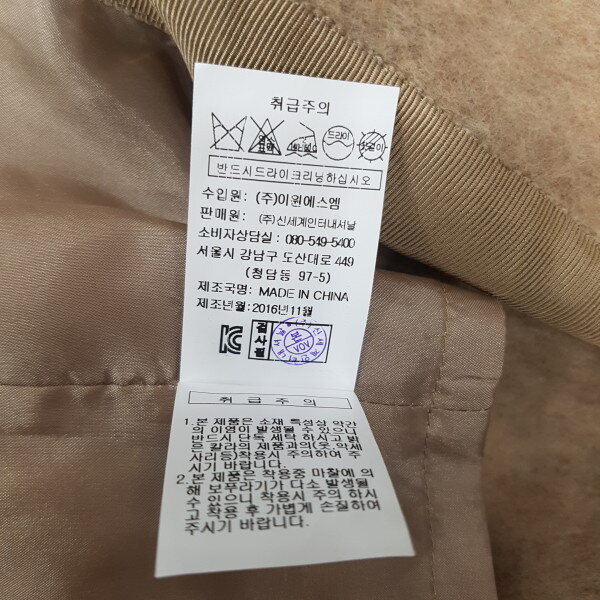 취급주의
드라이
반드시드라이크리닝하십시오
수입원: (주)이원에스엠
판매원: (주)신세계인터내셔날
소비자상담실 : 080-549-5400
서울시 강남구 도산대로 449
(청담동 97-5)
제조국명: MADE IN CHINA
제조년월 : 2016년11월
검사필
VOV
취급주의
1.본 제품은 소재 특성상 약간
의 이염이 발생될 수 있으니
반드시 단독 세탁 하시고 밝
은 칼라의 제품과의(옷,악세
사리등)착용시 주의하여 주
시기 바랍니다.
2.본 제품은 착용중 마찰에 의
해 보푸라기가 다소 발생될
수 있으니 착용시 주의 하시
고 착용 후 가볍게 손질하여
주시기 바랍니다.